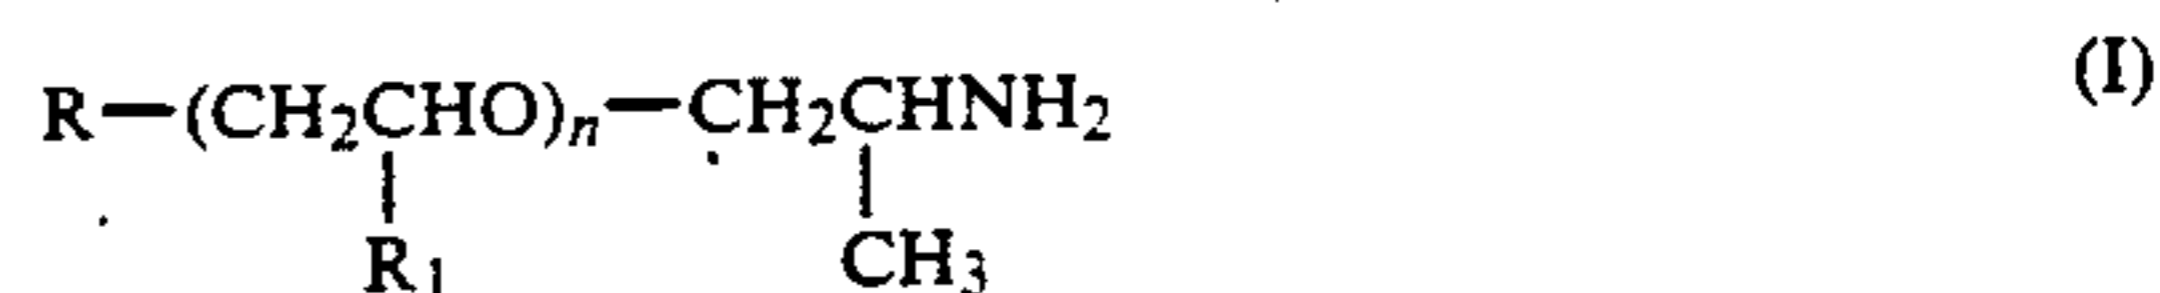 R—(CH₂CHO)ₙ—CH₂CHNH₂ (I)
R₁ CH₃